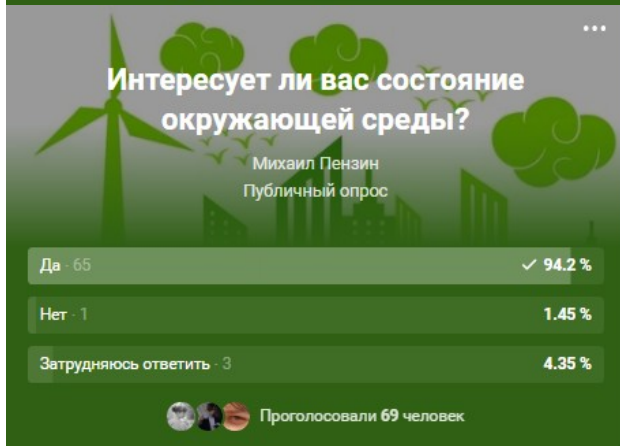 Интересует ли вас состояние
окружающей среды?
Михаил Пензин
Публичный опрос
Да · 65 94.2 %
Нет · 1 1.45 %
Затрудняюсь ответить · 3 4.35 %
Проголосовали 69 человек